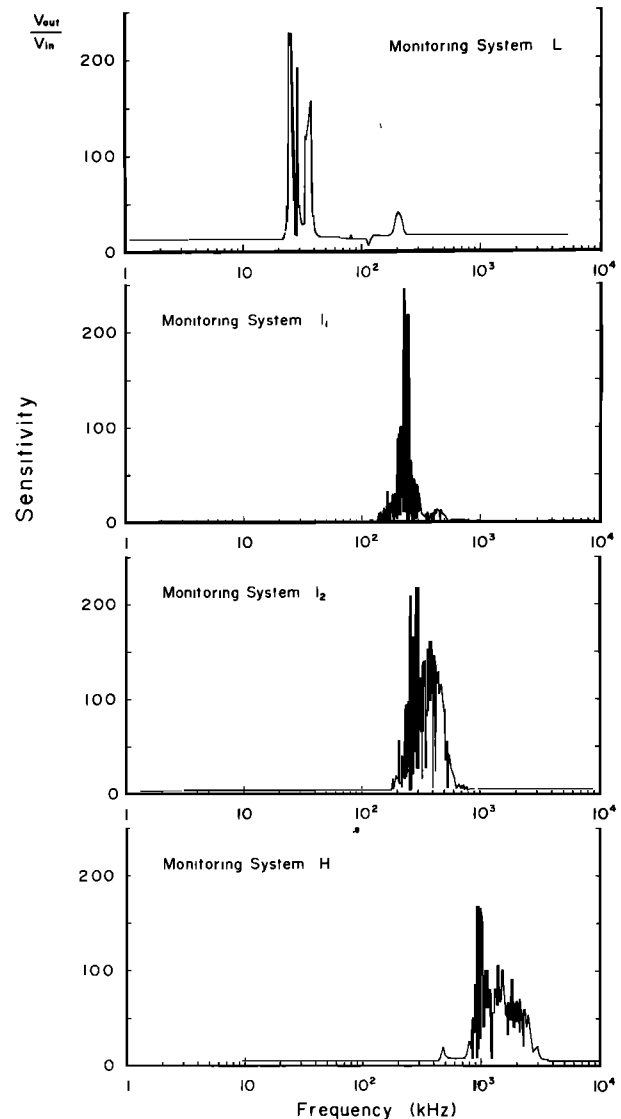 Vout
Vin
Monitoring System L
200
100
0
1 10 10² 10³ 10⁴
Monitoring System I₁
200
100
0
1 10 10² 10³ 10⁴
Sensitivity
Monitoring System I₂
200
100
0
1 10 10² 10³ 10⁴
Monitoring System H
200
100
0
1 10 10² 10³ 10⁴
Frequency (kHz)